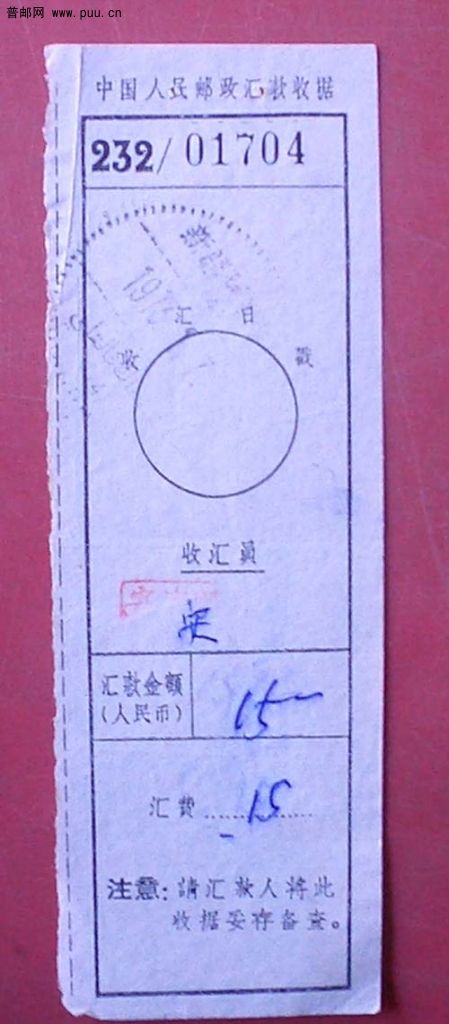 普邮网 www.puu.cn
中国人民邮政汇款收据
232/01704
收汇日戳
收汇员
汇款金额
(人民币)
15—
汇费 15
注意:請汇款人将此
收据妥存备查。